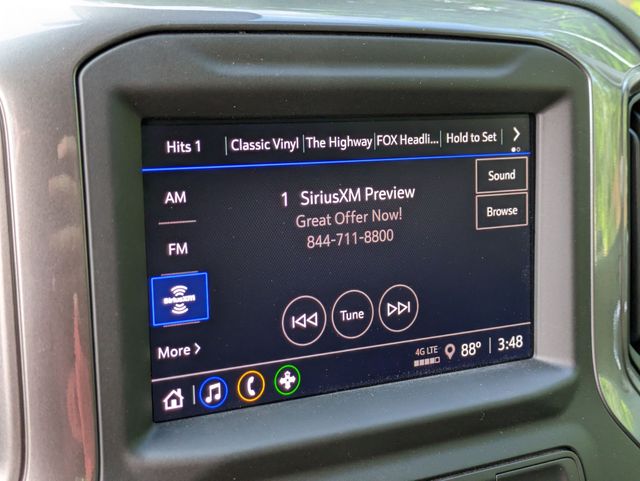 Hits 1 Classic Vinyl The Highway FOX Headli... Hold to Set >
AM
1 SiriusXM Preview
Sound
Great Offer Now!
Browse
FM
844-711-8800
SiriusXM
Tune
More >
4G LTE 88° 3:48